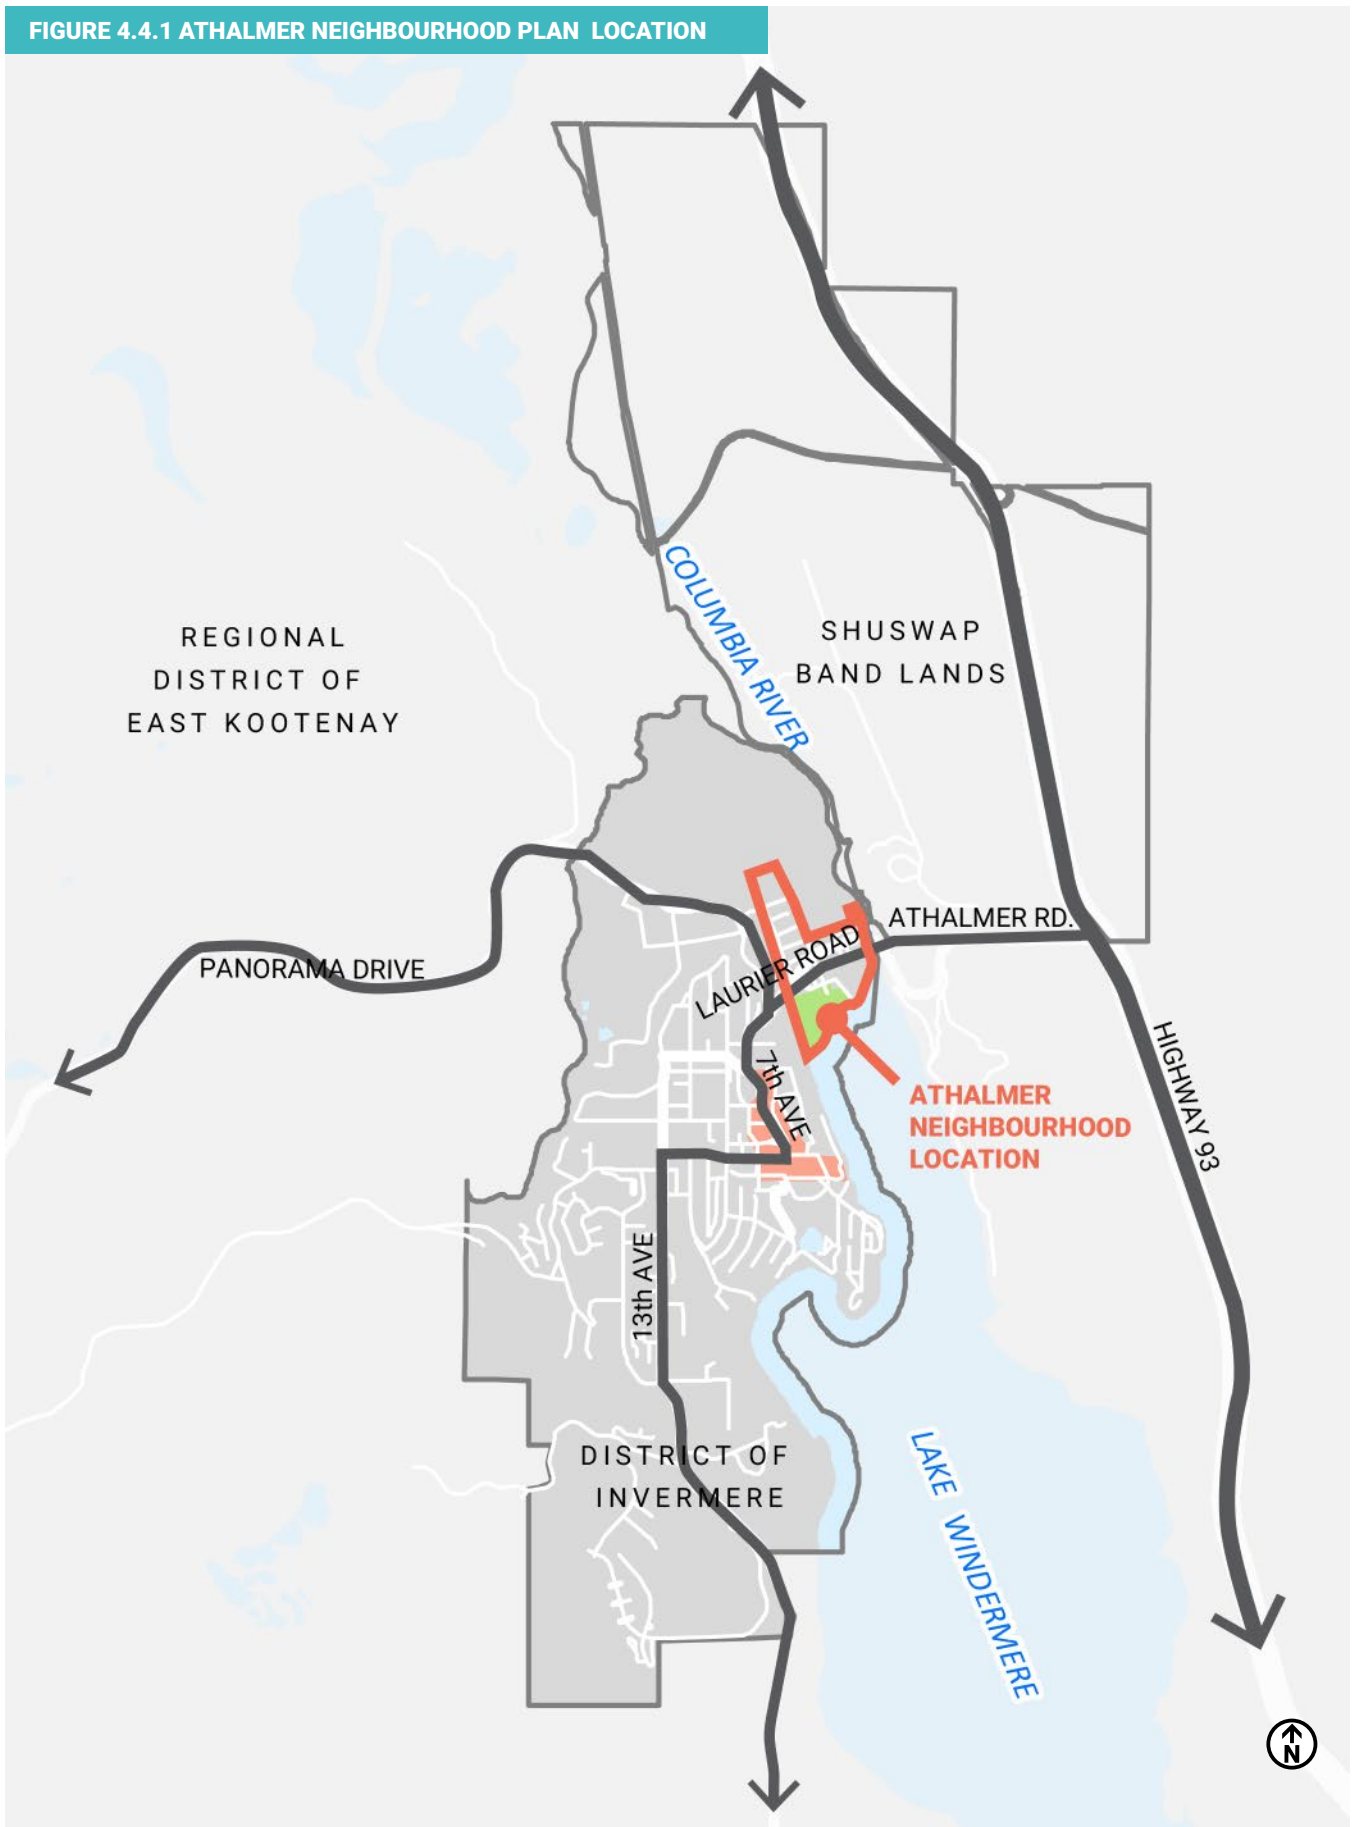 FIGURE 4.4.1 ATHALMER NEIGHBOURHOOD PLAN LOCATION
COLUMBIA RIVER
REGIONAL
DISTRICT OF
EAST KOOTENAY
SHUSWAP
BAND LANDS
ATHALMER RD.
LAURIER ROAD
PANORAMA DRIVE
7th AVE
HIGHWAY 93
ATHALMER
NEIGHBOURHOOD
LOCATION
13th AVE
DISTRICT OF
INVERMERE
LAKE WINDERMERE
N